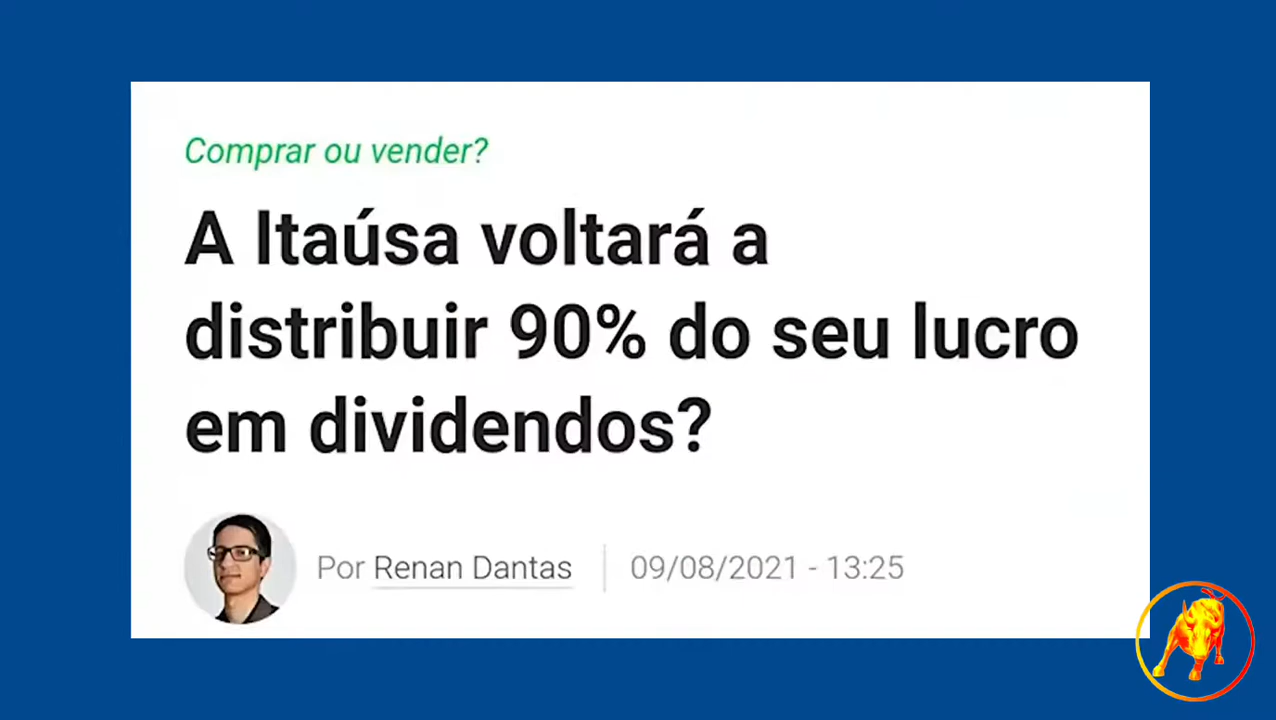 Comprar ou vender?
A Itaúsa voltará a
distribuir 90% do seu lucro
em dividendos?
Por Renan Dantas | 09/08/2021 - 13:25